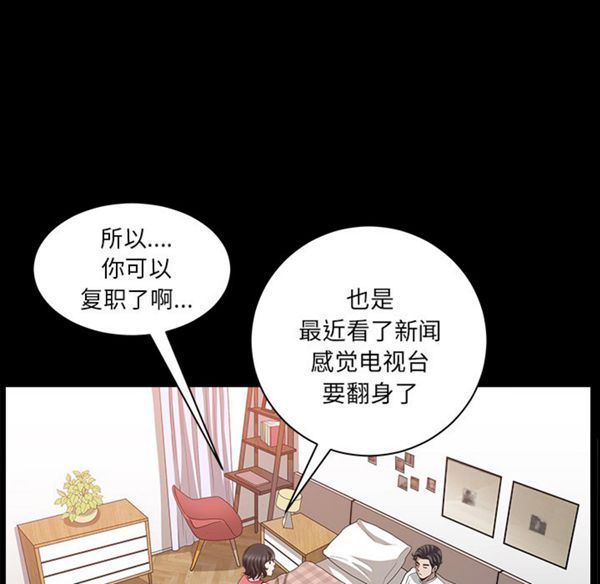 所以....
你可以
复职了啊...
也是
最近看了新闻
感觉电视台
要翻身了